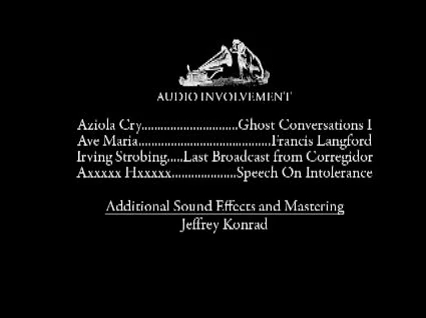 AUDIO INVOLVEMENT
Aziola Cry..............................Ghost Conversations I
Ave Maria..........................................Francis Langford
Irving Strobing.....Last Broadcast from Corregidor
Axxxxx Hxxxxx.....................Speech On Intolerance
Additional Sound Effects and Mastering
Jeffrey Konrad